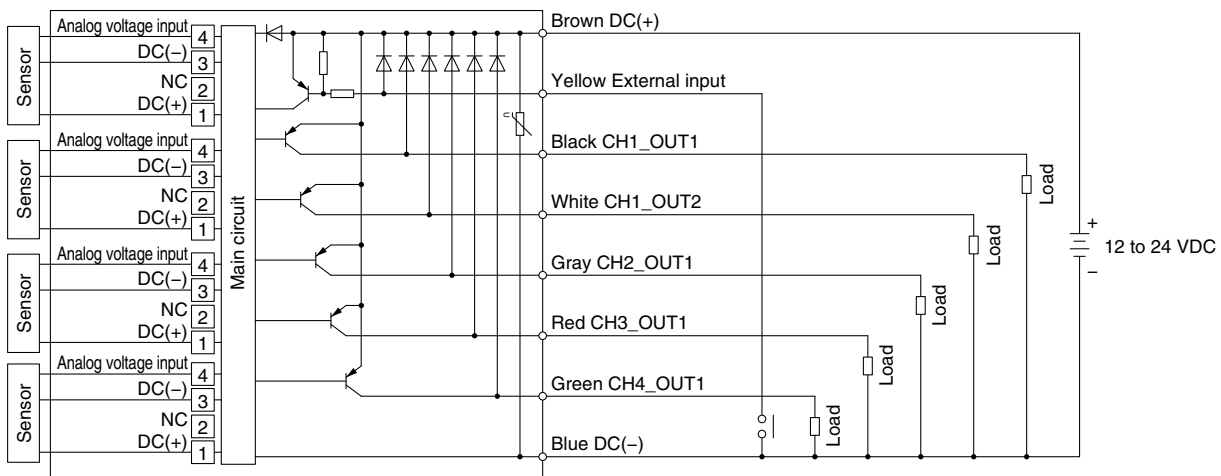 Brown DC(+)
Analog voltage input 4
DC(−) 3
NC 2
DC(+) 1
Sensor
Yellow External input
n
Analog voltage input 4
DC(−) 3
NC 2
DC(+) 1
Sensor
Black CH1_OUT1
Load
White CH1_OUT2
Load
Main circuit
+
12 to 24 VDC
−
Analog voltage input 4
DC(−) 3
NC 2
DC(+) 1
Sensor
Gray CH2_OUT1
Load
Red CH3_OUT1
Load
Analog voltage input 4
DC(−) 3
NC 2
DC(+) 1
Sensor
Green CH4_OUT1
Load
Blue DC(−)